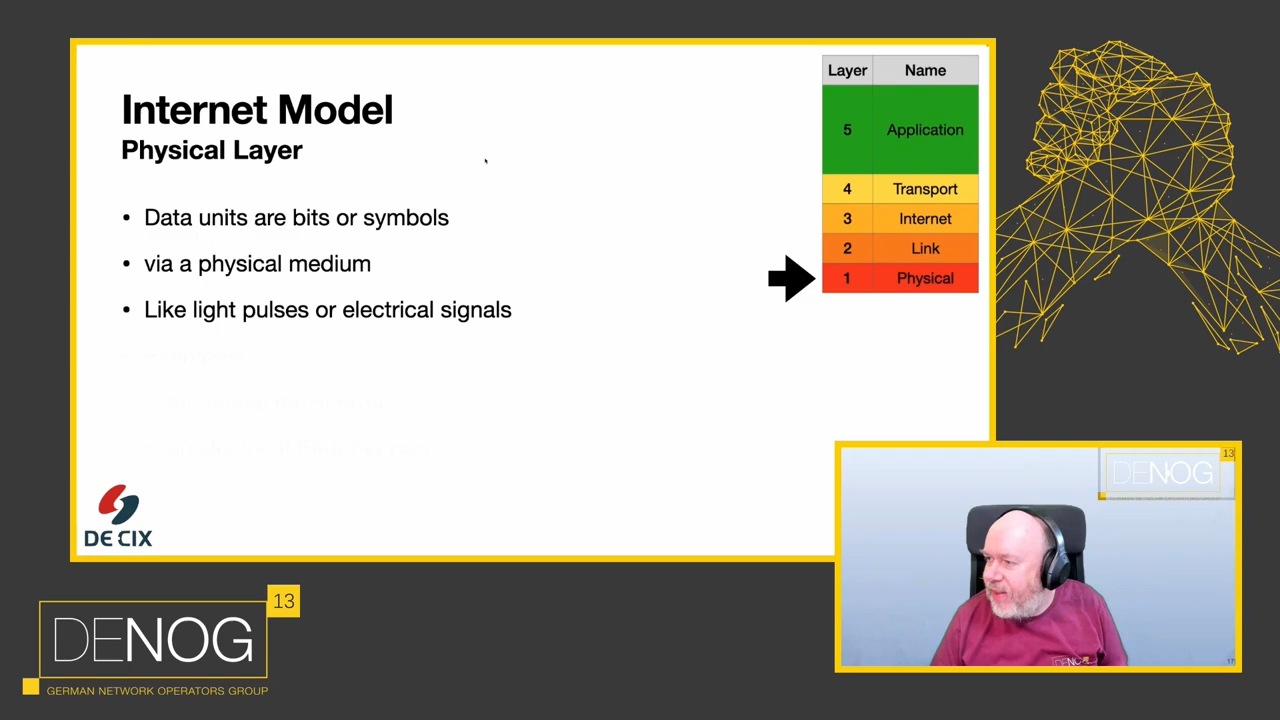 Internet Model
Physical Layer
• Data units are bits or symbols
• via a physical medium
• Like light pulses or electrical signals
Layer Name
5 Application
4 Transport
3 Internet
2 Link
1 Physical
DE CIX
DENOG
13
GERMAN NETWORK OPERATORS GROUP
DENOG
13
DENOG